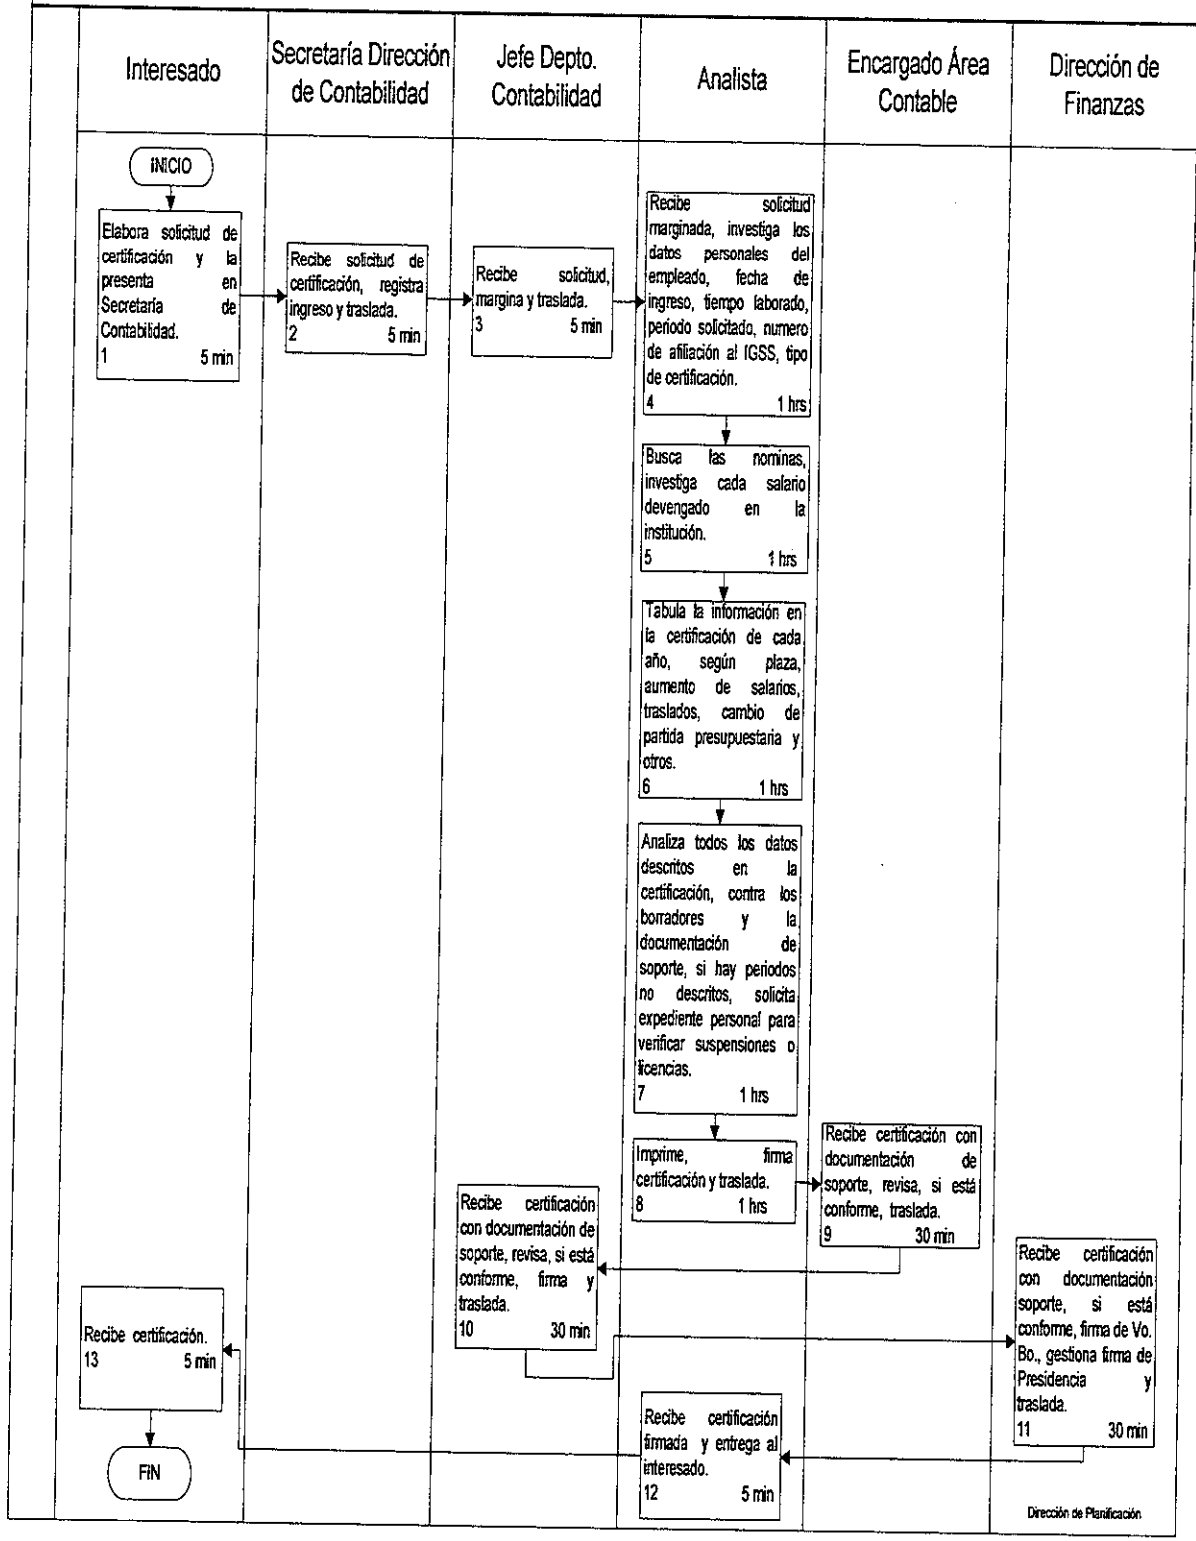 Interesado
Secretaría Dirección
de Contabilidad
Jefe Depto.
Contabilidad
Analista
Encargado Área
Contable
Dirección de
Finanzas
INICIO
Elabora solicitud de
certificación y la
presenta en
Secretaría de
Contabilidad.
1 5 min
Recibe solicitud de
certificación, registra
ingreso y traslada.
2 5 min
Recibe solicitud,
margina y traslada.
3 5 min
Recibe solicitud
marginada, investiga los
datos personales del
empleado, fecha de
ingreso, tiempo laborado,
periodo solicitado, numero
de afiliación al IGSS, tipo
de certificación.
4 1 hrs
Busca las nominas,
investiga cada salario
devengado en la
institución.
5 1 hrs
Tabula la información en
la certificación de cada
año, según plaza,
aumento de salarios,
traslados, cambio de
partida presupuestaria y
otros.
6 1 hrs
Analiza todos los datos
descritos en la
certificación, contra los
borradores y la
documentación de
soporte, si hay periodos
no descritos, solicita
expediente personal para
verificar suspensiones o
licencias.
7 1 hrs
Imprime, firma
certificación y traslada.
8 1 hrs
Recibe certificación con
documentación de
soporte, revisa, si está
conforme, traslada.
9 30 min
Recibe certificación
con documentación de
soporte, revisa, si está
conforme, firma y
traslada.
10 30 min
Recibe certificación
con documentación
soporte, si está
conforme, firma de Vo.
Bo., gestiona firma de
Presidencia y
traslada.
11 30 min
Recibe certificación
firmada y entrega al
interesado.
12 5 min
Recibe certificación.
13 5 min
FIN
Dirección de Planificación